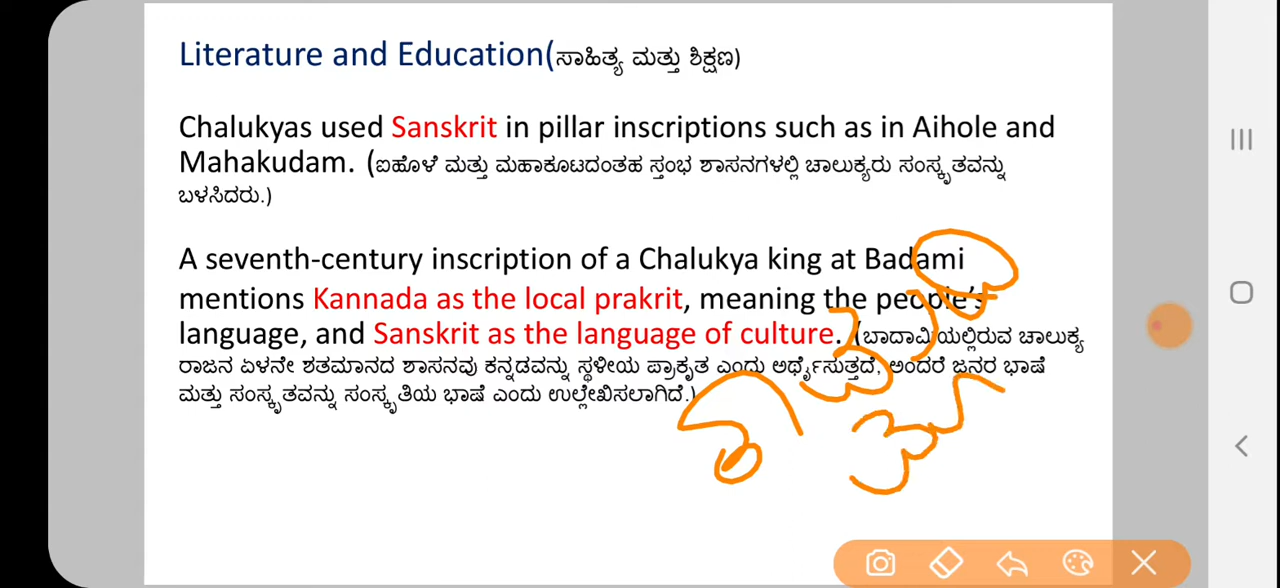 Literature and Education(ಸಾಹಿತ್ಯ ಮತ್ತು ಶಿಕ್ಷಣ)
Chalukyas used Sanskrit in pillar inscriptions such as in Aihole and
Mahakudam. (ಐಹೊಳೆ ಮತ್ತು ಮಹಾಕೂಟದಂತಹ ಸ್ತಂಭ ಶಾಸನಗಳಲ್ಲಿ ಚಾಲುಕ್ಯರು ಸಂಸ್ಕೃತವನ್ನು
ಬಳಸಿದರು.)
A seventh-century inscription of a Chalukya king at Badami
mentions Kannada as the local prakrit, meaning the people's
language, and Sanskrit as the language of culture. (ಬಾದಾಮಿಯಲ್ಲಿರುವ ಚಾಲುಕ್ಯ
ರಾಜನ ಏಳನೇ ಶತಮಾನದ ಶಾಸನವು ಕನ್ನಡವನ್ನು ಸ್ಥಳೀಯ ಪ್ರಾಕೃತ ಎಂದು ಅರ್ಥೈಸುತ್ತದೆ, ಅಂದರೆ ಜನರ ಭಾಷೆ
ಮತ್ತು ಸಂಸ್ಕೃತವನ್ನು ಸಂಸ್ಕೃತಿಯ ಭಾಷೆ ಎಂದು ಉಲ್ಲೇಖಿಸಲಾಗಿದೆ.)